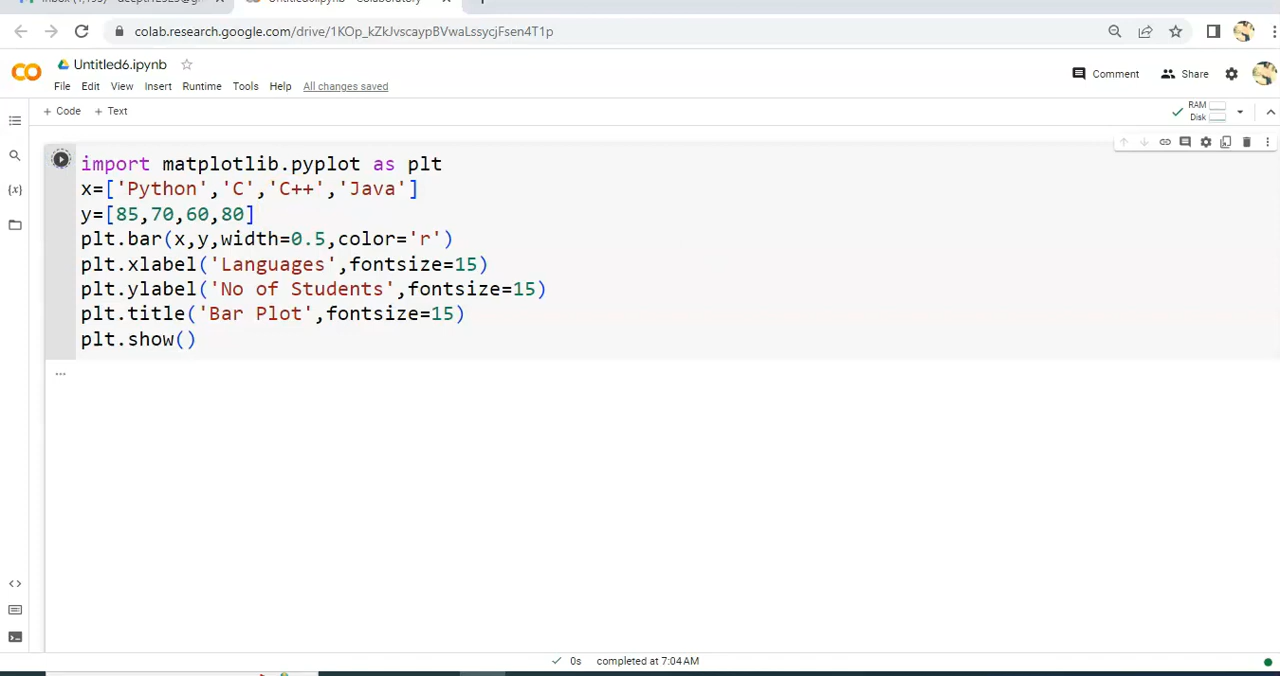 colab.research.google.com/drive/1KOp_kZkJvscaypBVwaLssycjFsen4T1p
Untitled6.ipynb
File Edit View Insert Runtime Tools Help All changes saved
Comment Share
+ Code + Text
RAM
Disk
import matplotlib.pyplot as plt
x=['Python','C','C++','Java']
y=[85,70,60,80]
plt.bar(x,y,width=0.5,color='r')
plt.xlabel('Languages',fontsize=15)
plt.ylabel('No of Students',fontsize=15)
plt.title('Bar Plot',fontsize=15)
plt.show()
...
0s completed at 7:04 AM